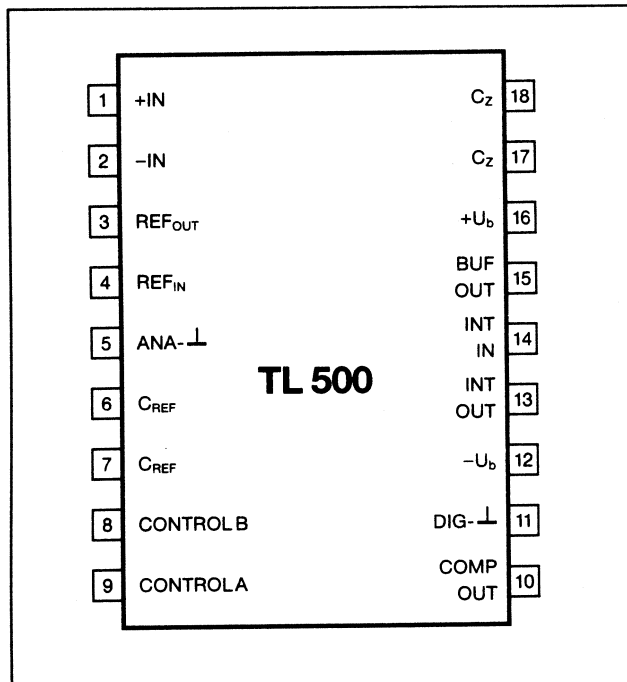 1 +IN
2 −IN
3 REFOUT
4 REFIN
5 ANA-⊥
6 CREF
7 CREF
8 CONTROL B
9 CONTROL A
TL 500
CZ 18
CZ 17
+Ub 16
BUF
OUT 15
INT
IN 14
INT
OUT 13
−Ub 12
DIG-⊥ 11
COMP
OUT 10